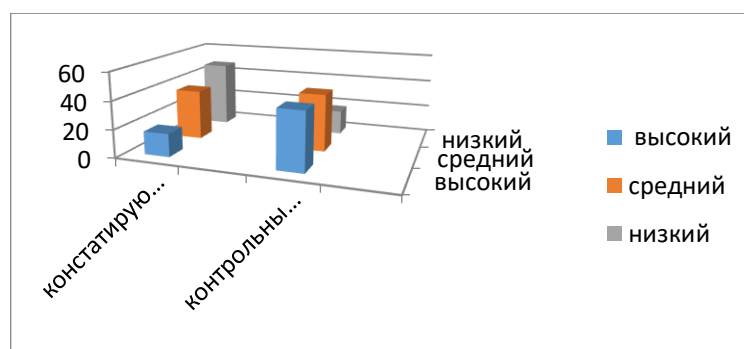 60
40
20
0
низкий
средний
высокий
констатирую...
контрольны...
высокий
средний
низкий